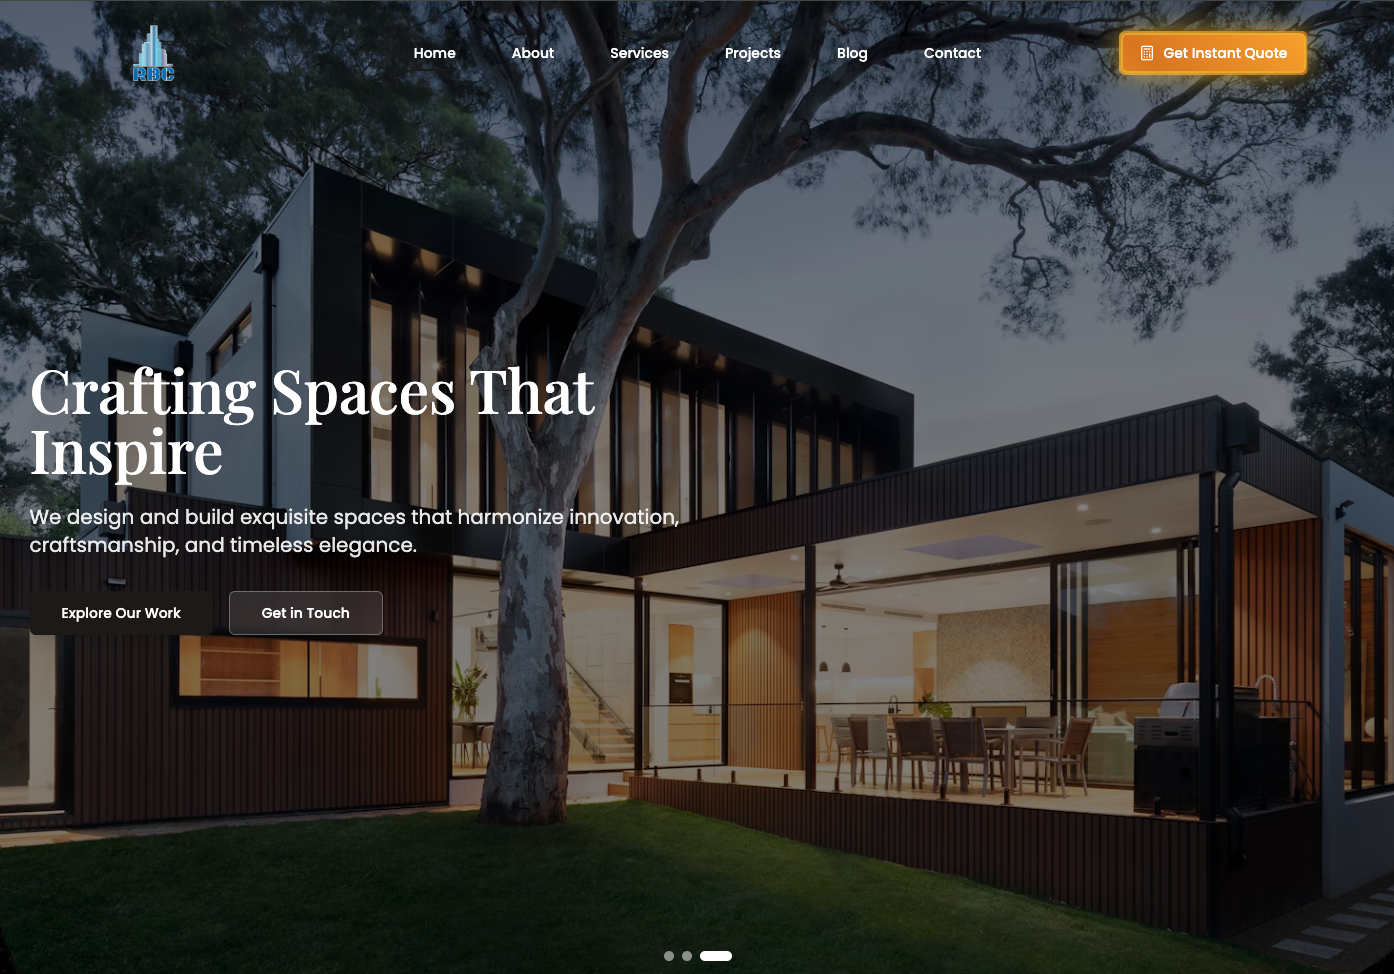 RBC
Home
About
Services
Projects
Blog
Contact
Get Instant Quote
Crafting Spaces That
Inspire
We design and build exquisite spaces that harmonize innovation,
craftsmanship, and timeless elegance.
Explore Our Work
Get in Touch